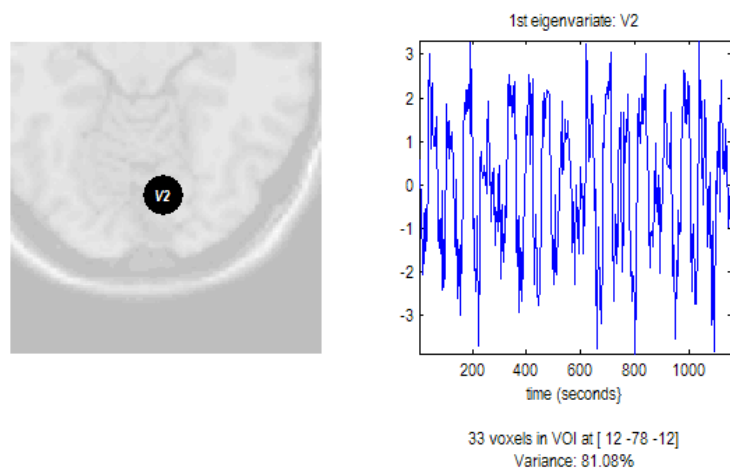 1st eigenvariate: V2
V2
3
2
1
0
-1
-2
-3
200 400 600 800 1000
time (seconds}
33 voxels in VOI at [ 12 -78 -12]
Variance: 81.08%